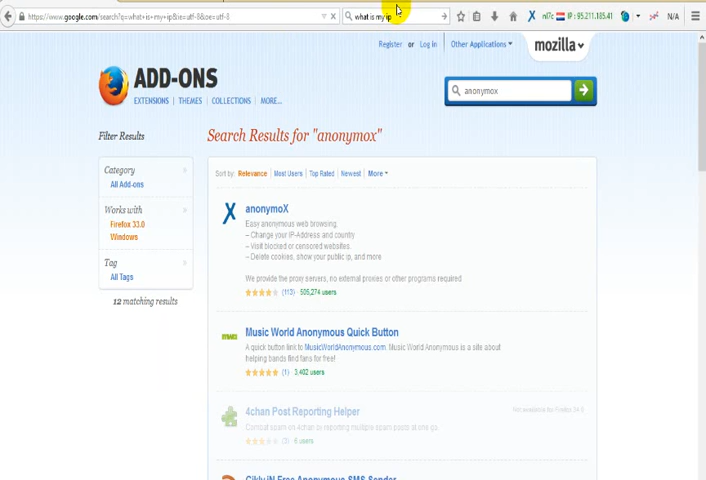 https://www.google.com/search?q=what+is+my+ip&ie=utf-8&oe=utf-8
what is my ip
IP : 95.211.185.41
N/A
Register or Log in
Other Applications
mozilla
ADD-ONS
EXTENSIONS | THEMES | COLLECTIONS | MORE...
anonymox
Filter Results
Search Results for "anonymox"
Category
All Add-ons
Works with
Firefox 33.0
Windows
Tag
All Tags
12 matching results
Sort by: Relevance Most Users Top Rated Newest More
anonymoX
Easy anonymous web browsing.
– Change your IP-Address and country
– Visit blocked or censored websites.
– Delete cookies, show your public ip, and more
We provide the proxy servers, no external proxies or other programs required
(113) · 505,274 users
Music World Anonymous Quick Button
A quick button link to MusicWorldAnonymous.com. Music World Anonymous is a site about
helping bands find fans for free!
(1) · 3,402 users
4chan Post Reporting Helper
Combat spam on 4chan by reporting multiple spam posts at one go.
6 users
Free Anonymous SMS Sender